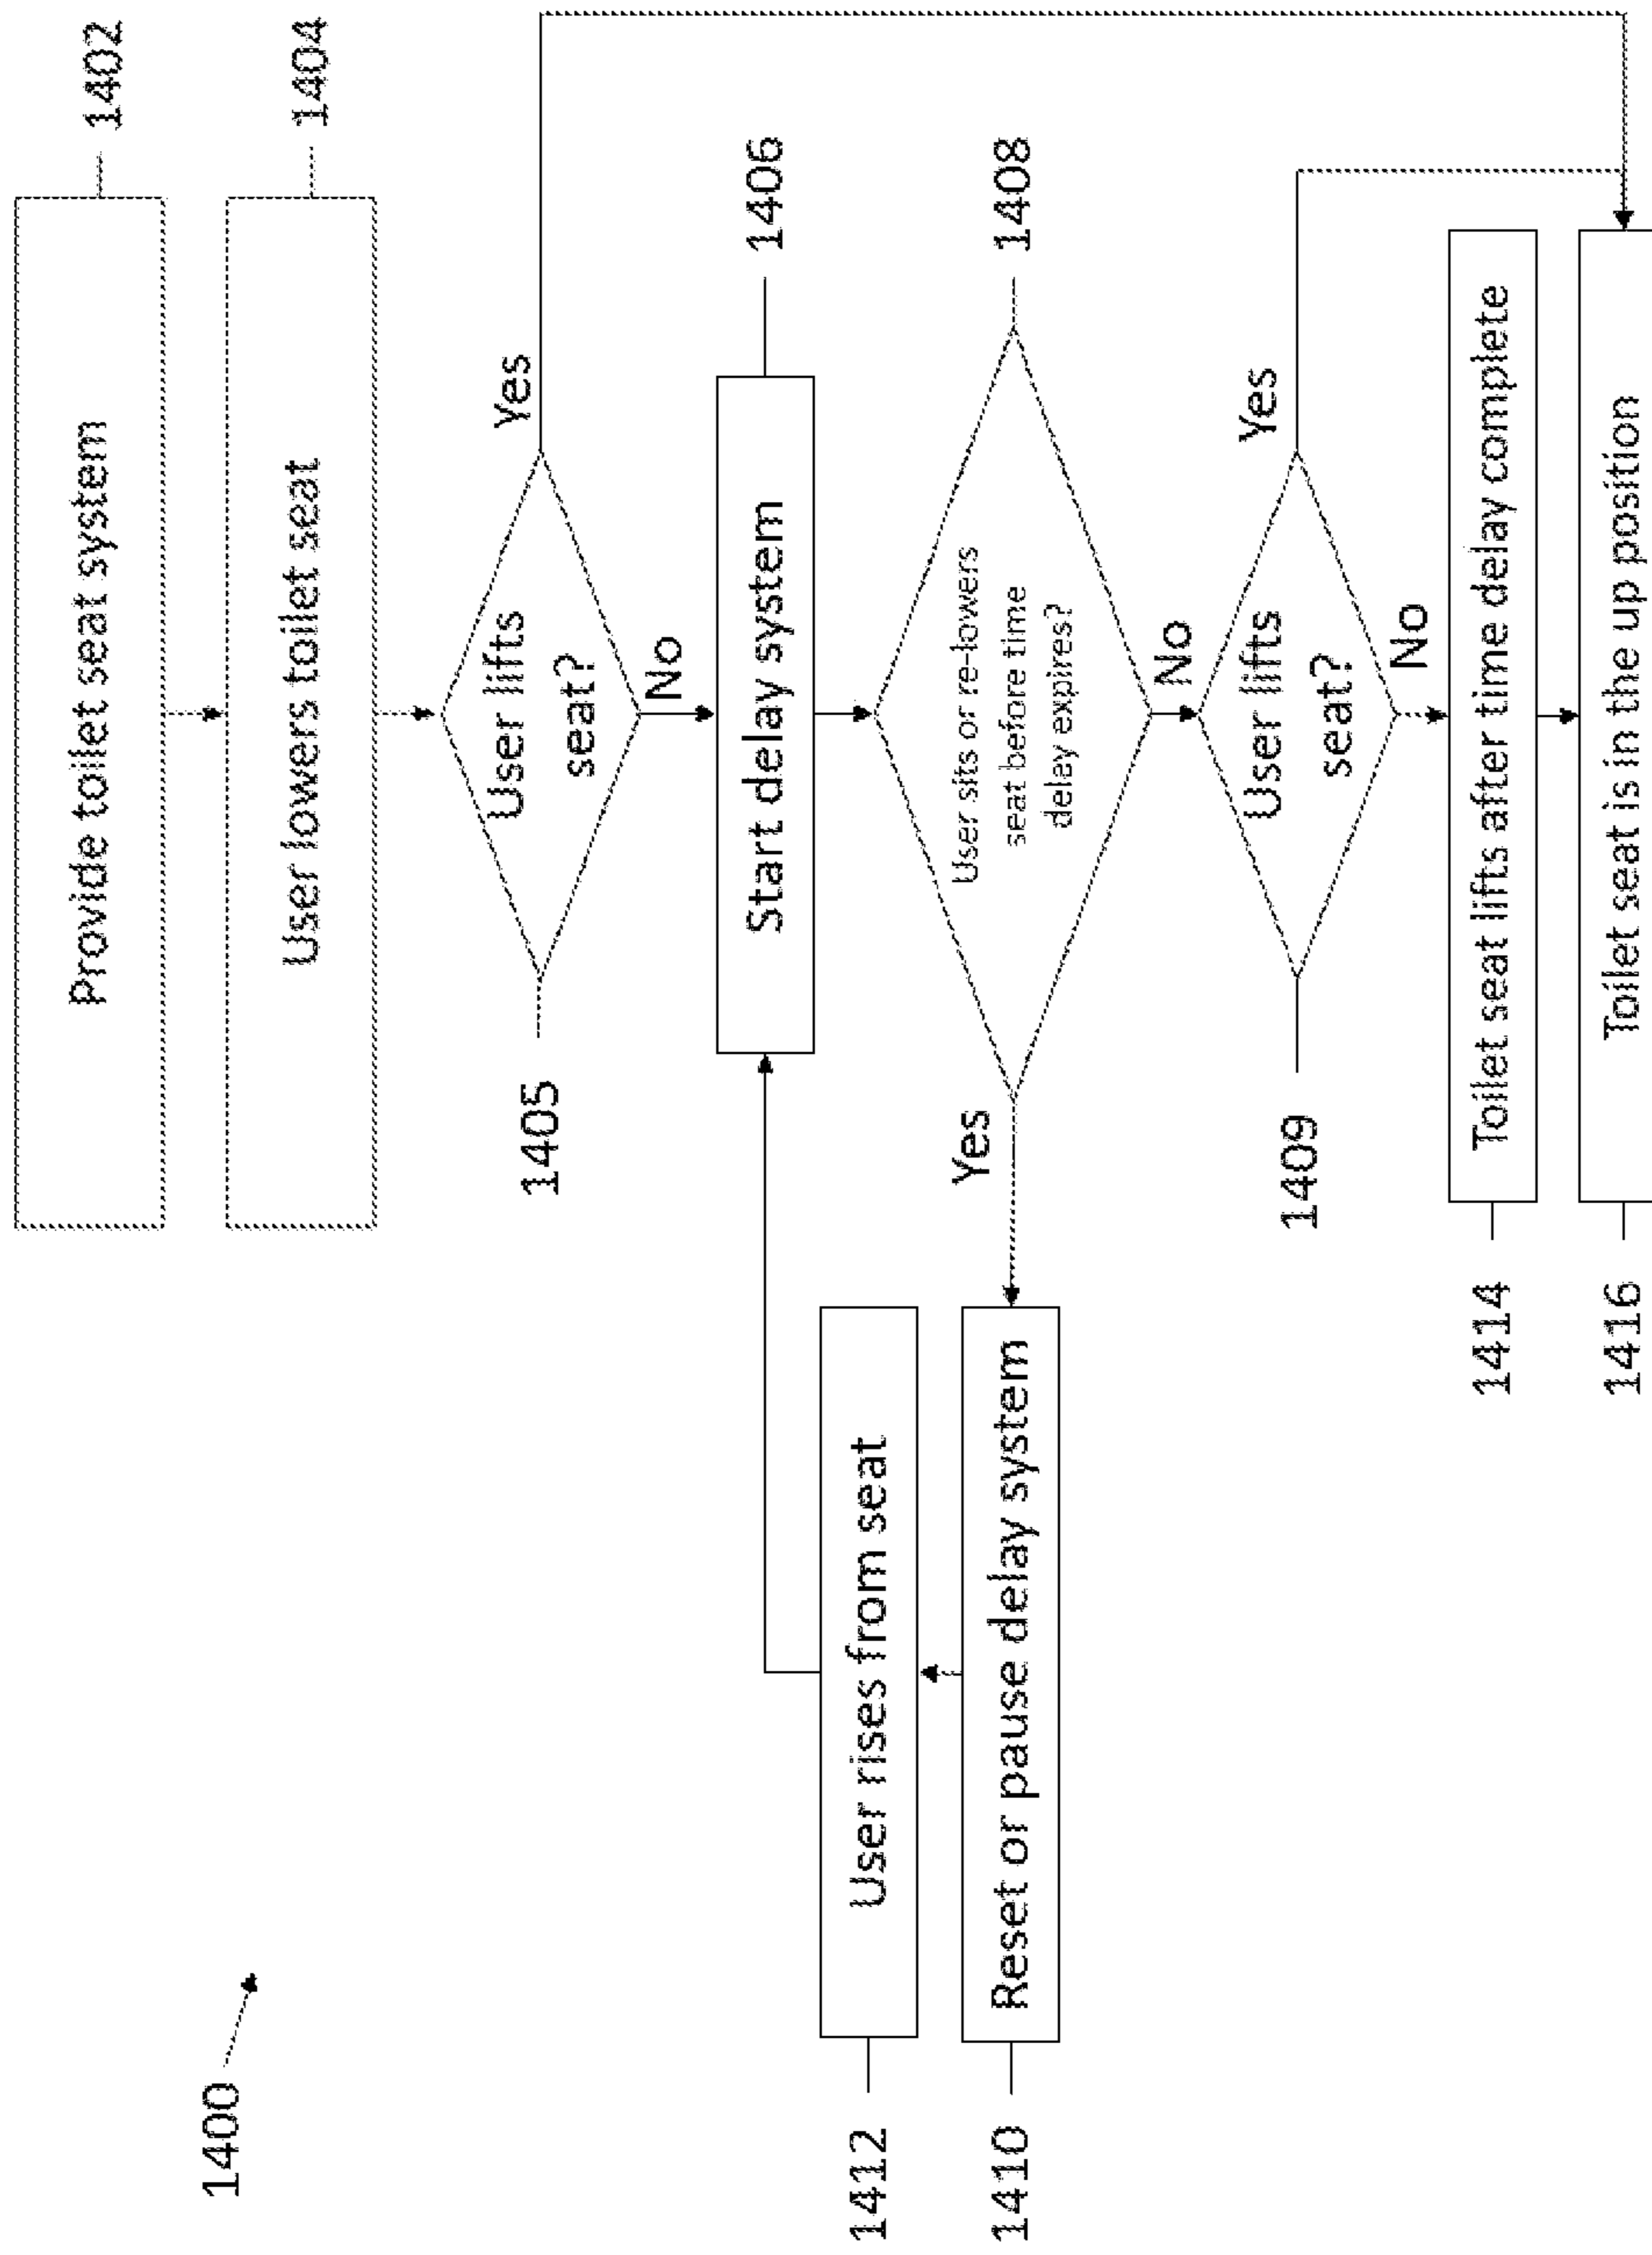 1400
Provide toilet seat system
1402
User lowers toilet seat
1404
1405
User lifts
seat?
Yes
No
Start delay system
1406
User sits or re-lowers
seat before time
delay expires?
1408
Yes
No
1412
User rises from seat
1410
Reset or pause delay system
1409
User lifts
seat?
Yes
No
1414
Toilet seat lifts after time delay complete
1416
Toilet seat is in the up position